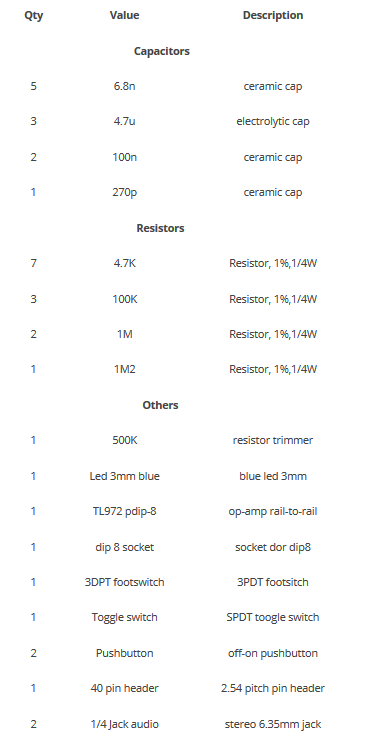 Qty Value Description
Capacitors
5 6.8n ceramic cap
3 4.7u electrolytic cap
2 100n ceramic cap
1 270p ceramic cap
Resistors
7 4.7K Resistor, 1%,1/4W
3 100K Resistor, 1%,1/4W
2 1M Resistor, 1%,1/4W
1 1M2 Resistor, 1%,1/4W
Others
1 500K resistor trimmer
1 Led 3mm blue blue led 3mm
1 TL972 pdip-8 op-amp rail-to-rail
1 dip 8 socket socket dor dip8
1 3DPT footswitch 3PDT footsitch
1 Toggle switch SPDT toogle switch
2 Pushbutton off-on pushbutton
1 40 pin header 2.54 pitch pin header
2 1/4 Jack audio stereo 6.35mm jack